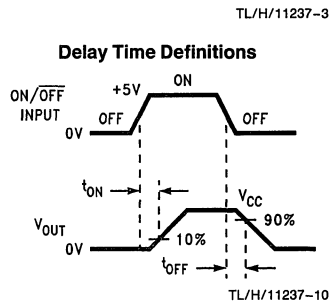 TL/H/11237–3
Delay Time Definitions
ON/OFF INPUT
+5V
ON
OFF
OFF
0V
tON
VOUT
VCC
90%
10%
0V
tOFF
TL/H/11237–10